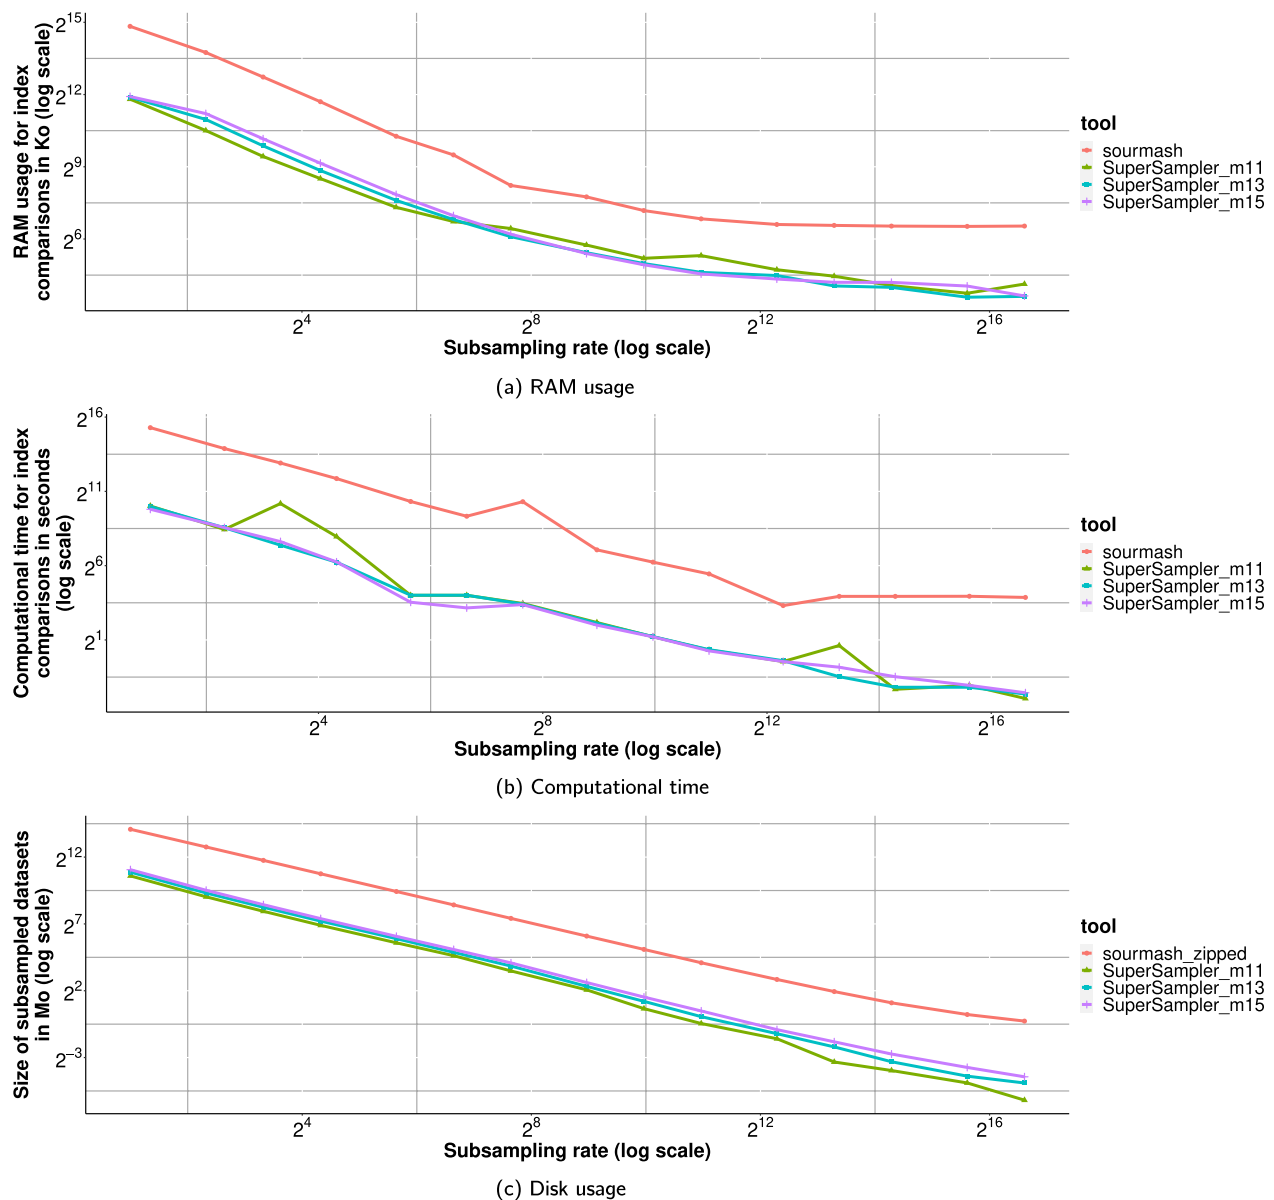 RAM usage for index
comparisons in Ko (log scale)
2^15
2^12
2^9
2^6
2^4
2^8
2^12
2^16
Subsampling rate (log scale)
tool
sourmash
SuperSampler_m11
SuperSampler_m13
SuperSampler_m15
(a) RAM usage
Computational time for index
comparisons in seconds
(log scale)
2^16
2^11
2^6
2^1
2^4
2^8
2^12
2^16
Subsampling rate (log scale)
tool
sourmash
SuperSampler_m11
SuperSampler_m13
SuperSampler_m15
(b) Computational time
Size of subsampled datasets
in Mo (log scale)
2^12
2^7
2^2
2^−3
2^4
2^8
2^12
2^16
Subsampling rate (log scale)
tool
sourmash_zipped
SuperSampler_m11
SuperSampler_m13
SuperSampler_m15
(c) Disk usage